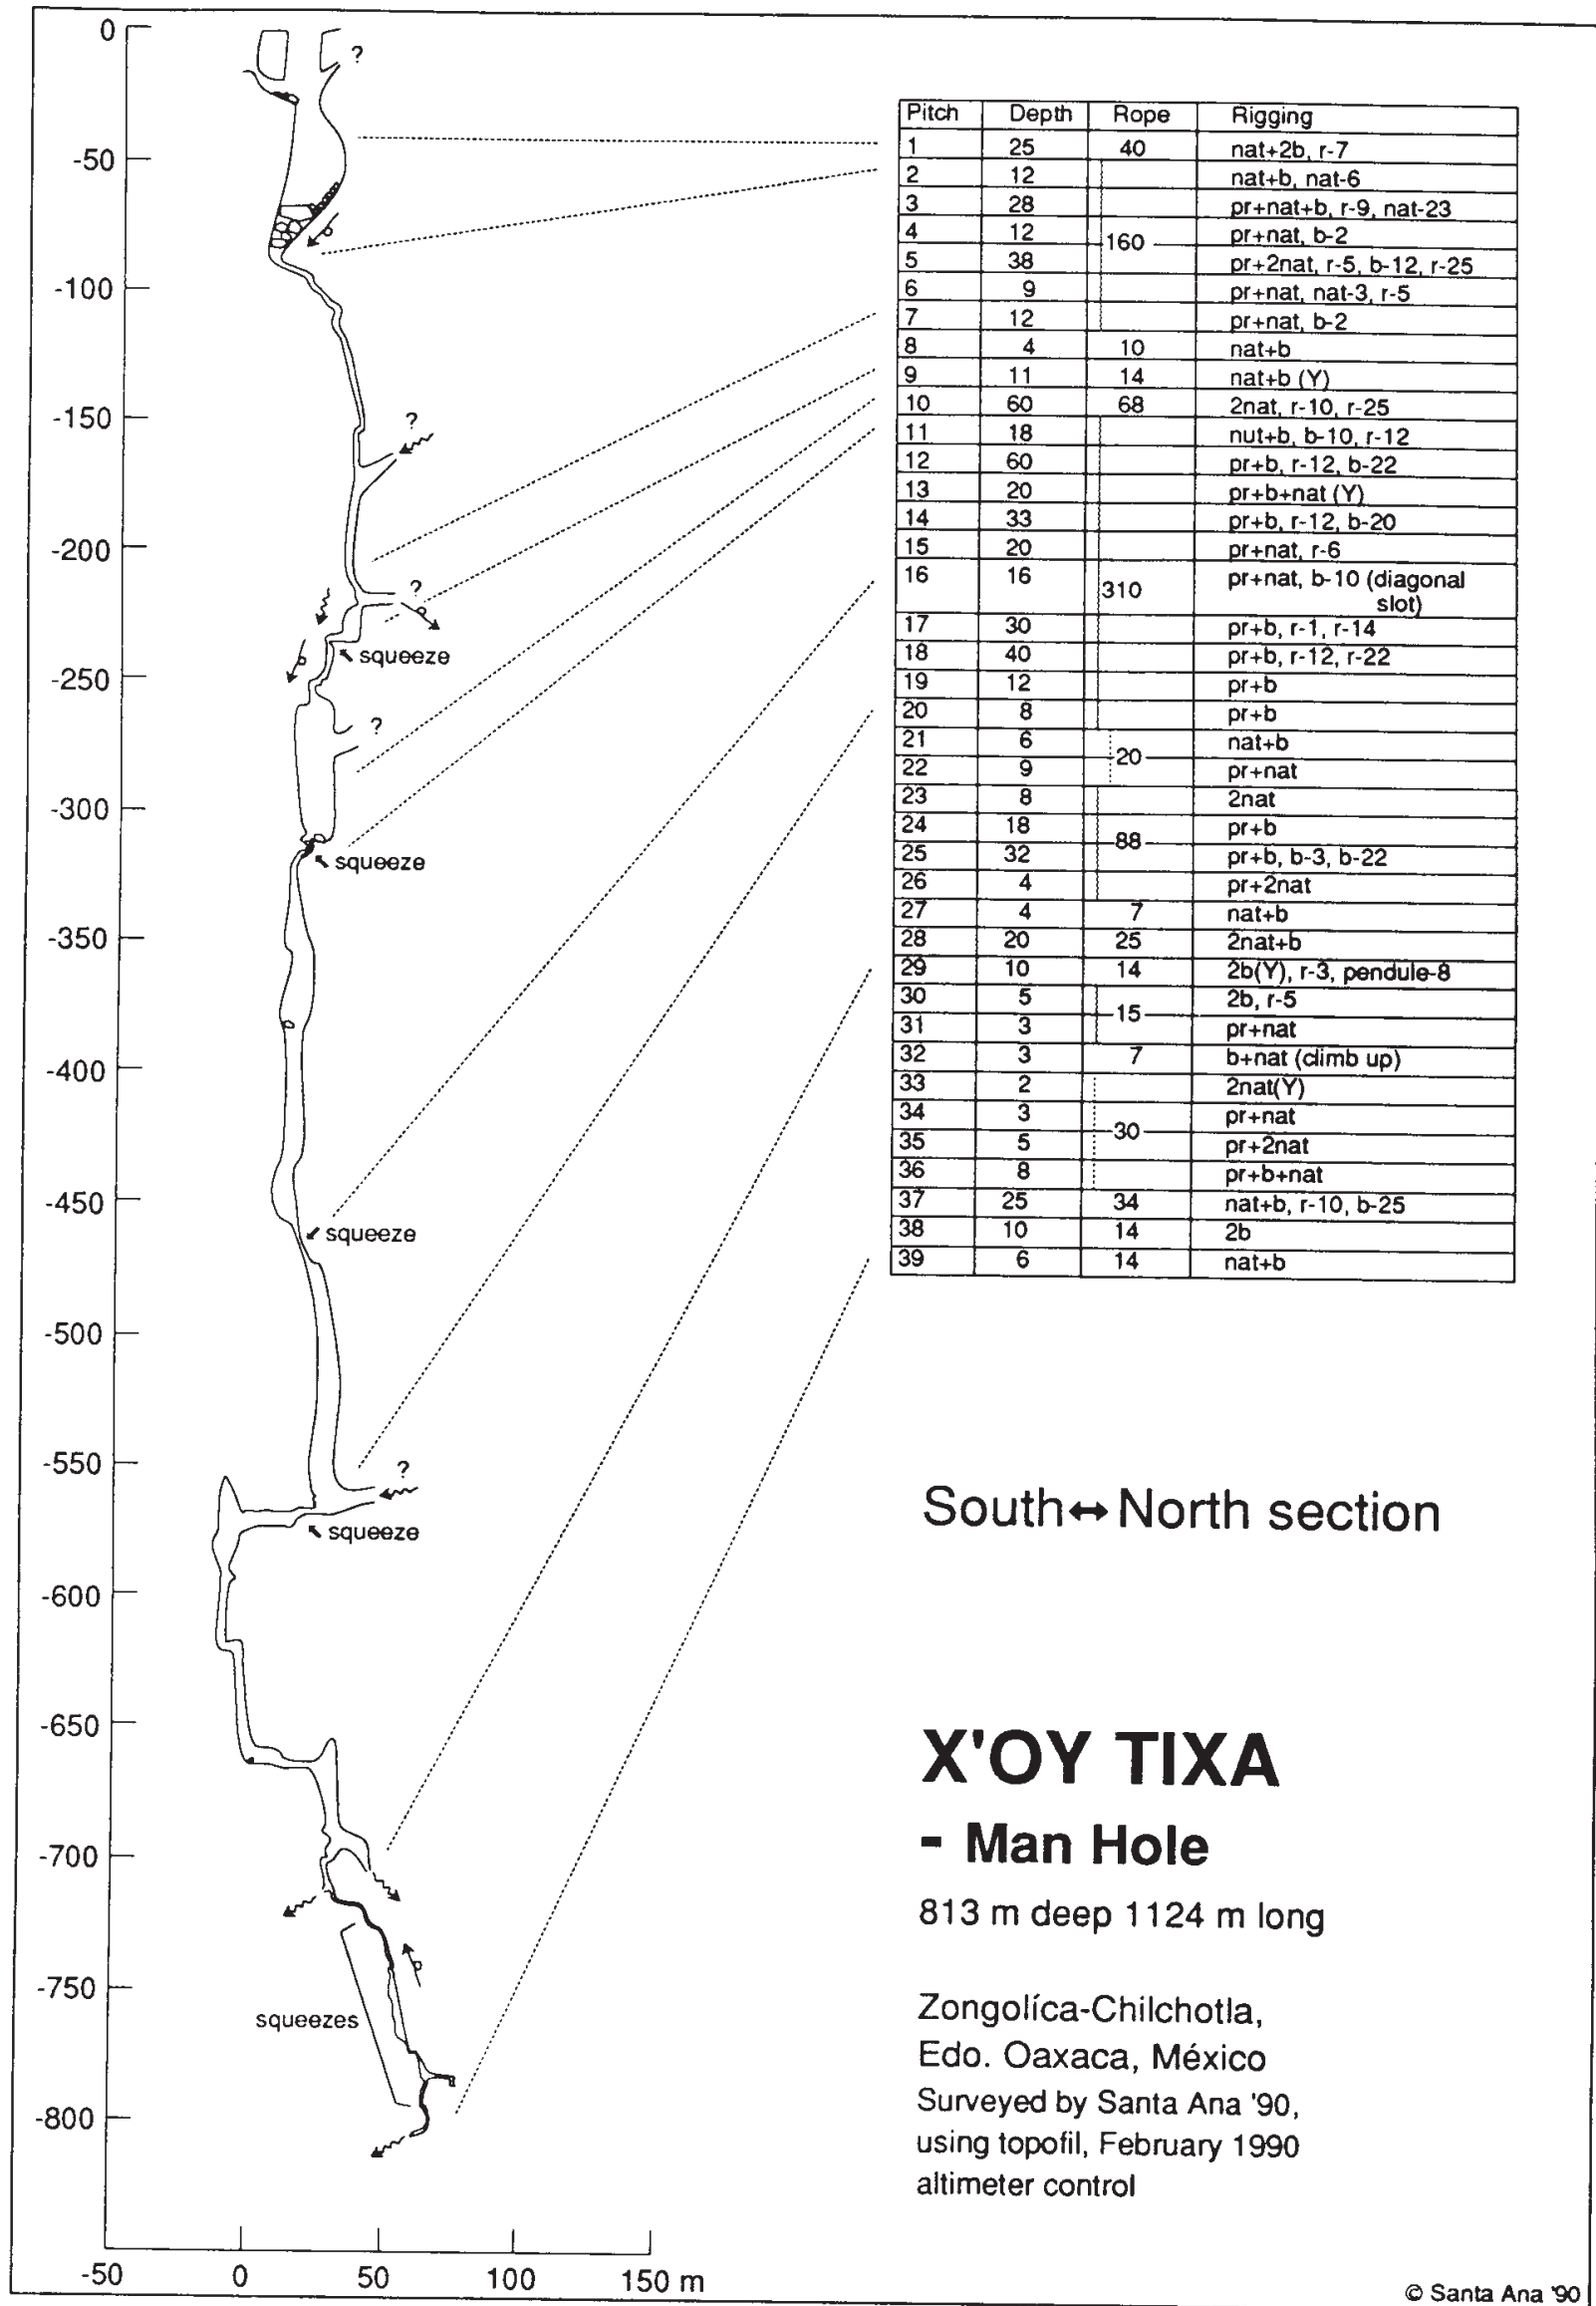 0
-50
-100
-150
-200
-250
-300
-350
-400
-450
-500
-550
-600
-650
-700
-750
-800
-50 0 50 100 150 m
?
?
?
squeeze
?
squeeze
squeeze
?
squeeze
squeezes
Pitch Depth Rope Rigging
1 25 40 nat+2b, r-7
2 12 nat+b, nat-6
3 28 pr+nat+b, r-9, nat-23
4 12 160 pr+nat, b-2
5 38 pr+2nat, r-5, b-12, r-25
6 9 pr+nat, nat-3, r-5
7 12 pr+nat, b-2
8 4 10 nat+b
9 11 14 nat+b (Y)
10 60 68 2nat, r-10, r-25
11 18 nut+b, b-10, r-12
12 60 pr+b, r-12, b-22
13 20 pr+b+nat (Y)
14 33 pr+b, r-12, b-20
15 20 pr+nat, r-6
16 16 310 pr+nat, b-10 (diagonal
slot)
17 30 pr+b, r-1, r-14
18 40 pr+b, r-12, r-22
19 12 pr+b
20 8 pr+b
21 6 20 nat+b
22 9 pr+nat
23 8 2nat
24 18 88 pr+b
25 32 pr+b, b-3, b-22
26 4 pr+2nat
27 4 7 nat+b
28 20 25 2nat+b
29 10 14 2b(Y), r-3, pendule-8
30 5 15 2b, r-5
31 3 pr+nat
32 3 7 b+nat (climb up)
33 2 2nat(Y)
34 3 30 pr+nat
35 5 pr+2nat
36 8 pr+b+nat
37 25 34 nat+b, r-10, b-25
38 10 14 2b
39 6 14 nat+b
South↔North section
X'OY TIXA
- Man Hole
813 m deep 1124 m long
Zongolíca-Chilchotla,
Edo. Oaxaca, México
Surveyed by Santa Ana '90,
using topofil, February 1990
altimeter control
© Santa Ana '90